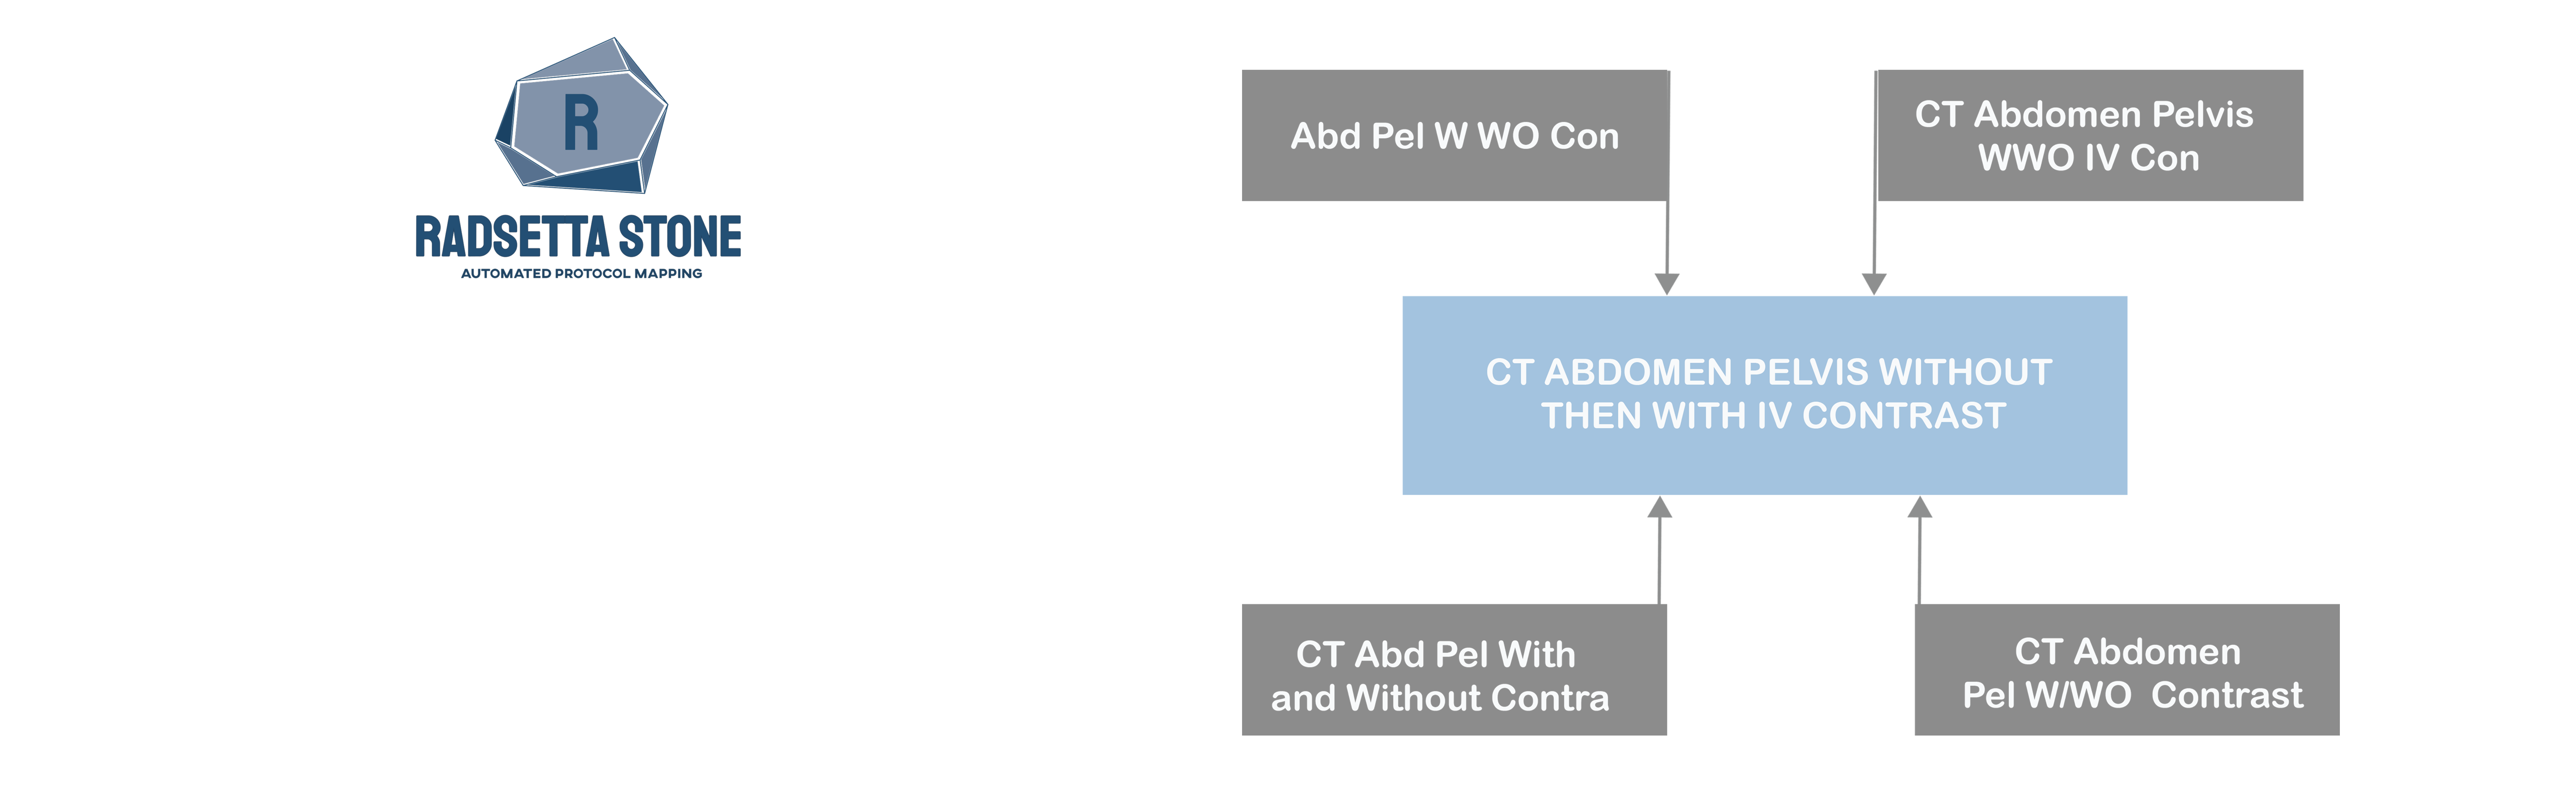 R
RADSETTA STONE
AUTOMATED PROTOCOL MAPPING
Abd Pel W WO Con
CT Abdomen Pelvis
WWO IV Con
CT ABDOMEN PELVIS WITHOUT
THEN WITH IV CONTRAST
CT Abd Pel With
and Without Contra
CT Abdomen
Pel W/WO Contrast